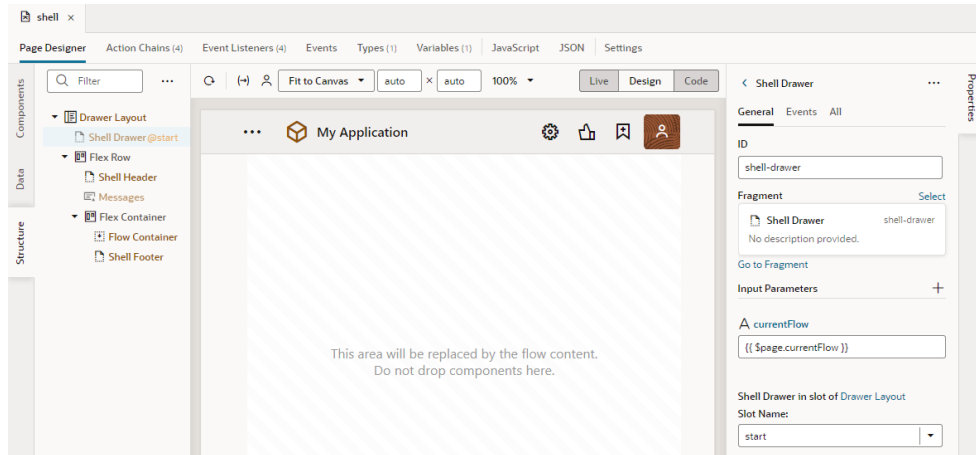 shell ×
Page Designer Action Chains (4) Event Listeners (4) Events Types (1) Variables (1) JavaScript JSON Settings
Components
Data
Structure
Filter ...
Drawer Layout
Shell Drawer @start
Flex Row
Shell Header
Messages
Flex Container
Flow Container
Shell Footer
Fit to Canvas auto × auto 100% Live Design Code
... My Application
This area will be replaced by the flow content.
Do not drop components here.
Shell Drawer ...
General Events All
ID
shell-drawer
Fragment Select
Shell Drawer shell-drawer
No description provided.
Go to Fragment
Input Parameters +
A currentFlow
{{ $page.currentFlow }}
Shell Drawer in slot of Drawer Layout
Slot Name:
start
Properties